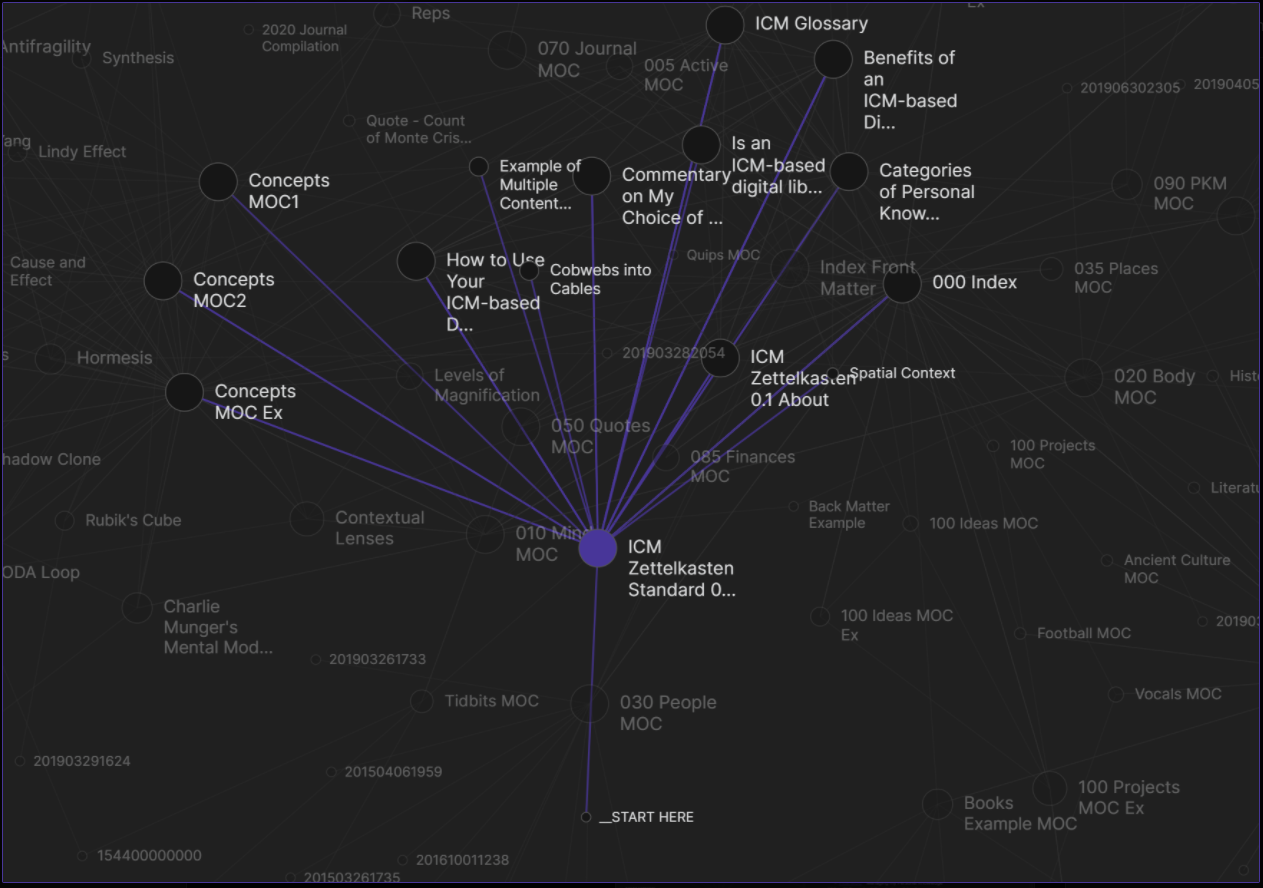 Ex
Reps
ICM Glossary
2020 Journal
Compilation
Antifragility
Synthesis
070 Journal
MOC
005 Active
MOC
Benefits of
an
ICM-based
Di...
201906302305
20190405
Quote - Count
of Monte Cris...
Yang
Lindy Effect
Is an
ICM-based
digital lib...
Example of
Multiple
Content...
Commentary
on My
Choice of ...
Categories
of Personal
Know...
Concepts
MOC1
090 PKM
MOC
Cause and
Effect
Concepts
MOC2
How to Use
Your
ICM-based
D...
Cobwebs into
Cables
Quips MOC
Index Front
Matter
000 Index
035 Places
MOC
s
Hormesis
201903282054
ICM
Zettelkasten
0.1 About
Spatial Context
Levels of
Magnification
Concepts
MOC Ex
020 Body
MOC
Histo
050 Quotes
MOC
085 Finances
MOC
100 Projects
MOC
hadow Clone
Literatu
Rubik's Cube
Contextual
Lenses
010 Mind
MOC
Back Matter
Example
100 Ideas MOC
ICM
Zettelkasten
Standard 0...
Ancient Culture
MOC
ODA Loop
Charlie
Munger's
Mental Mod...
100 Ideas MOC
Ex
201903
Football MOC
201903261733
Tidbits MOC
030 People
MOC
Vocals MOC
201903291624
201504061959
100 Projects
MOC Ex
Books
Example MOC
__START HERE
154400000000
201610011238
201503261735